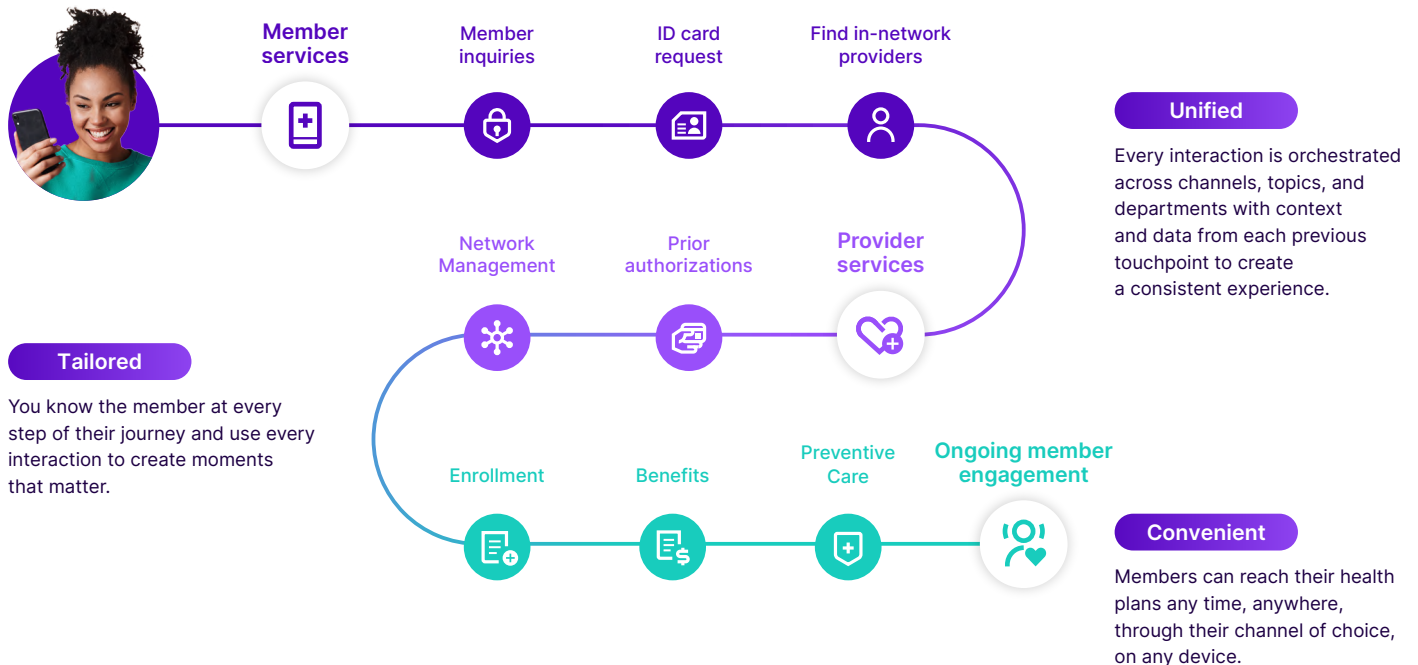 Member
services
Member
inquiries
ID card
request
Find in-network
providers
Unified
Every interaction is orchestrated
across channels, topics, and
departments with context
and data from each previous
touchpoint to create
a consistent experience.
Network
Management
Prior
authorizations
Provider
services
Tailored
You know the member at every
step of their journey and use every
interaction to create moments
that matter.
Enrollment
Benefits
Preventive
Care
Ongoing member
engagement
Convenient
Members can reach their health
plans any time, anywhere,
through their channel of choice,
on any device.